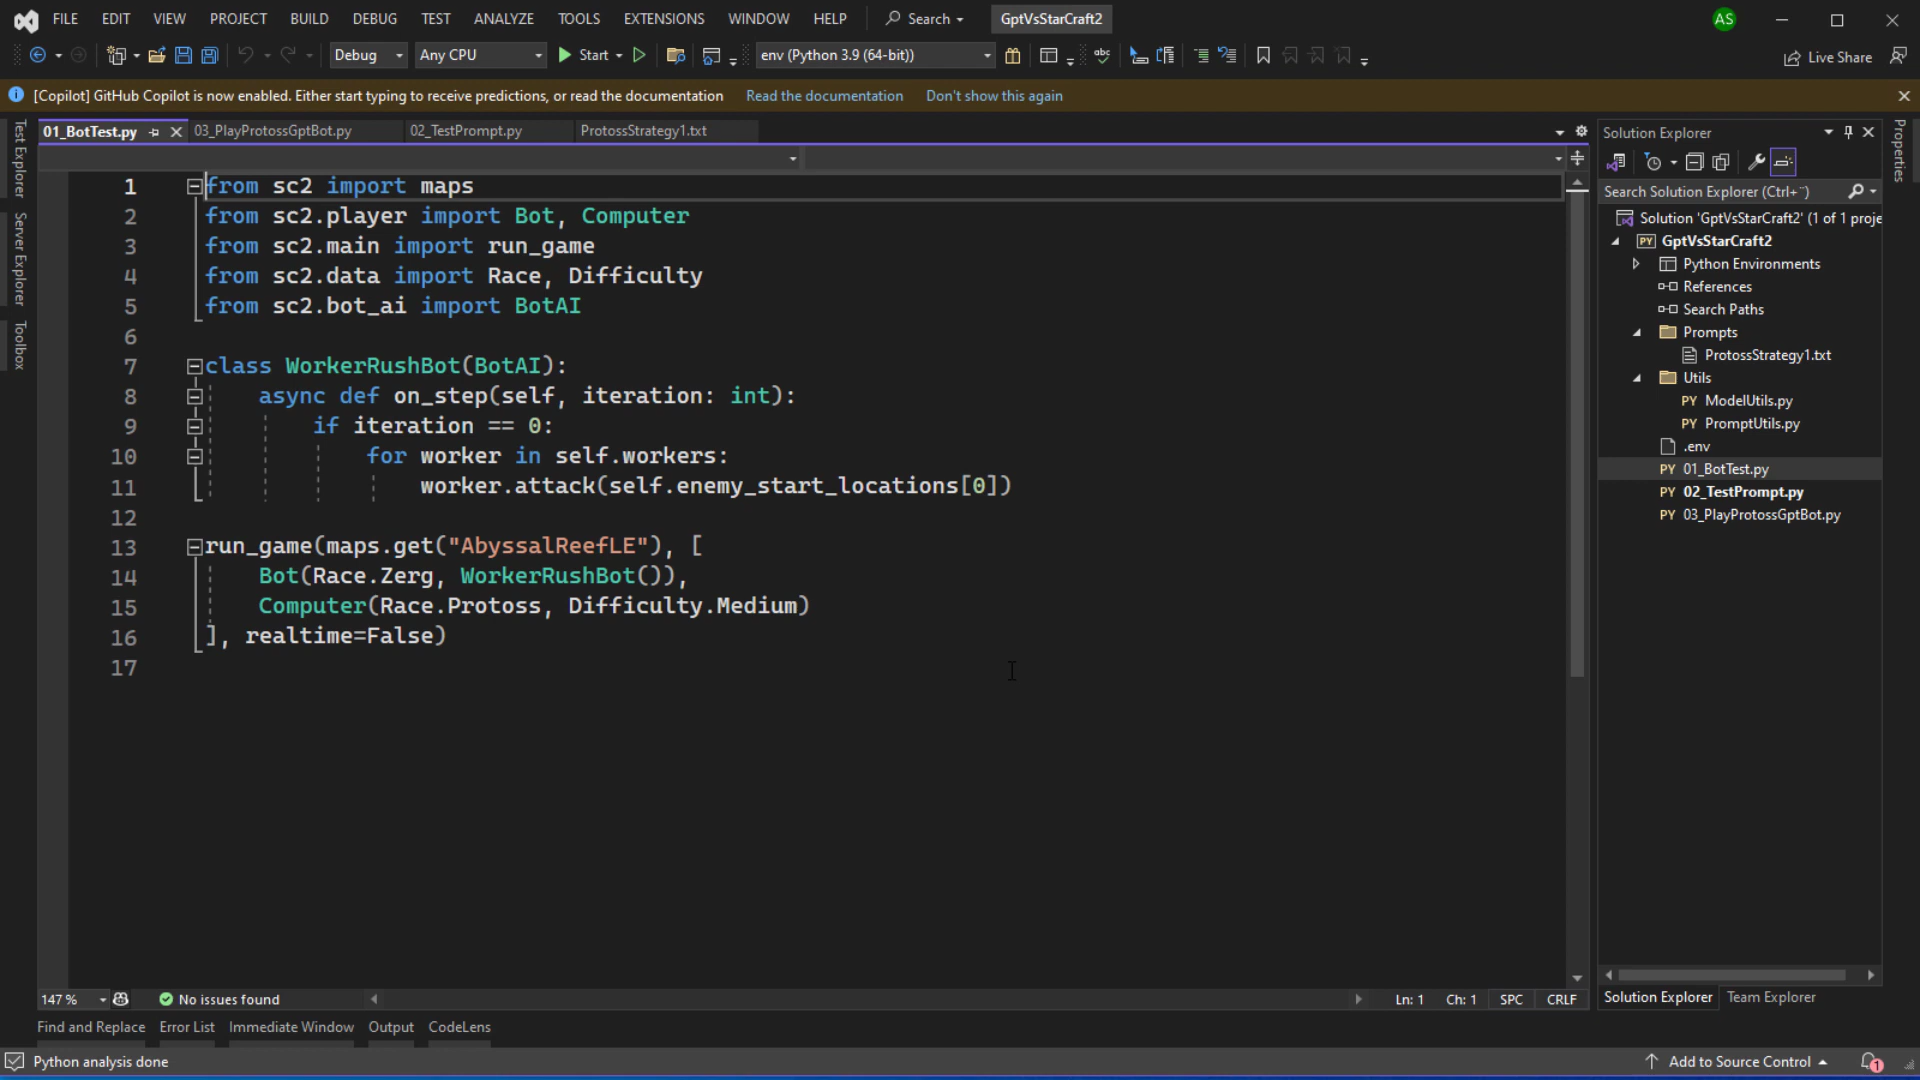 FILE EDIT VIEW PROJECT BUILD DEBUG TEST ANALYZE TOOLS EXTENSIONS WINDOW HELP Search GptVsStarCraft2 AS
Debug Any CPU Start env (Python 3.9 (64-bit)) abc Live Share
[Copilot] GitHub Copilot is now enabled. Either start typing to receive predictions, or read the documentation Read the documentation Don't show this again
Test Explorer
Server Explorer
Toolbox
01_BotTest.py 03_PlayProtossGptBot.py 02_TestPrompt.py ProtossStrategy1.txt
1 from sc2 import maps
2 from sc2.player import Bot, Computer
3 from sc2.main import run_game
4 from sc2.data import Race, Difficulty
5 from sc2.bot_ai import BotAI
6
7 class WorkerRushBot(BotAI):
8 async def on_step(self, iteration: int):
9 if iteration == 0:
10 for worker in self.workers:
11 worker.attack(self.enemy_start_locations[0])
12
13 run_game(maps.get("AbyssalReefLE"), [
14 Bot(Race.Zerg, WorkerRushBot()),
15 Computer(Race.Protoss, Difficulty.Medium)
16 ], realtime=False)
17
147 % No issues found Ln: 1 Ch: 1 SPC CRLF
Solution Explorer
Search Solution Explorer (Ctrl+¨)
Solution 'GptVsStarCraft2' (1 of 1 proje
PY GptVsStarCraft2
Python Environments
References
Search Paths
Prompts
ProtossStrategy1.txt
Utils
PY ModelUtils.py
PY PromptUtils.py
.env
PY 01_BotTest.py
PY 02_TestPrompt.py
PY 03_PlayProtossGptBot.py
Solution Explorer Team Explorer
Properties
Find and Replace Error List Immediate Window Output CodeLens
Python analysis done Add to Source Control 1